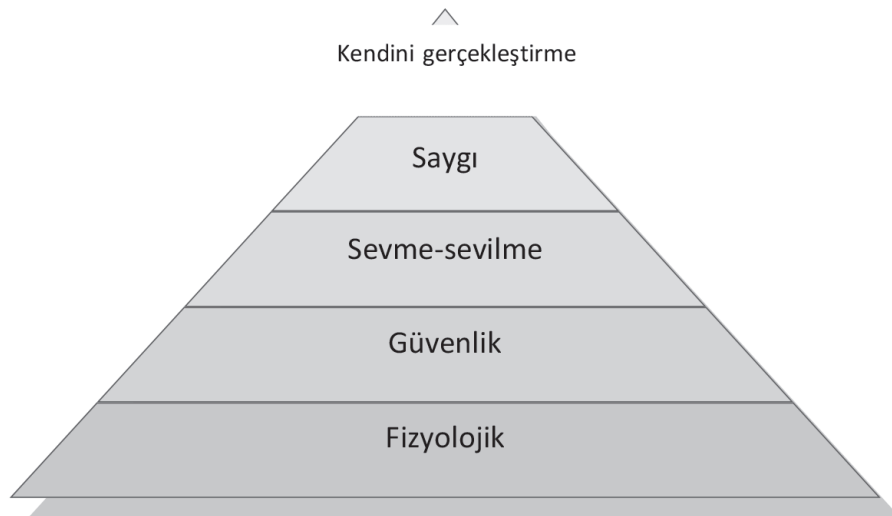 Kendini gerçekleştirme
Saygı
Sevme-sevilme
Güvenlik
Fizyolojik